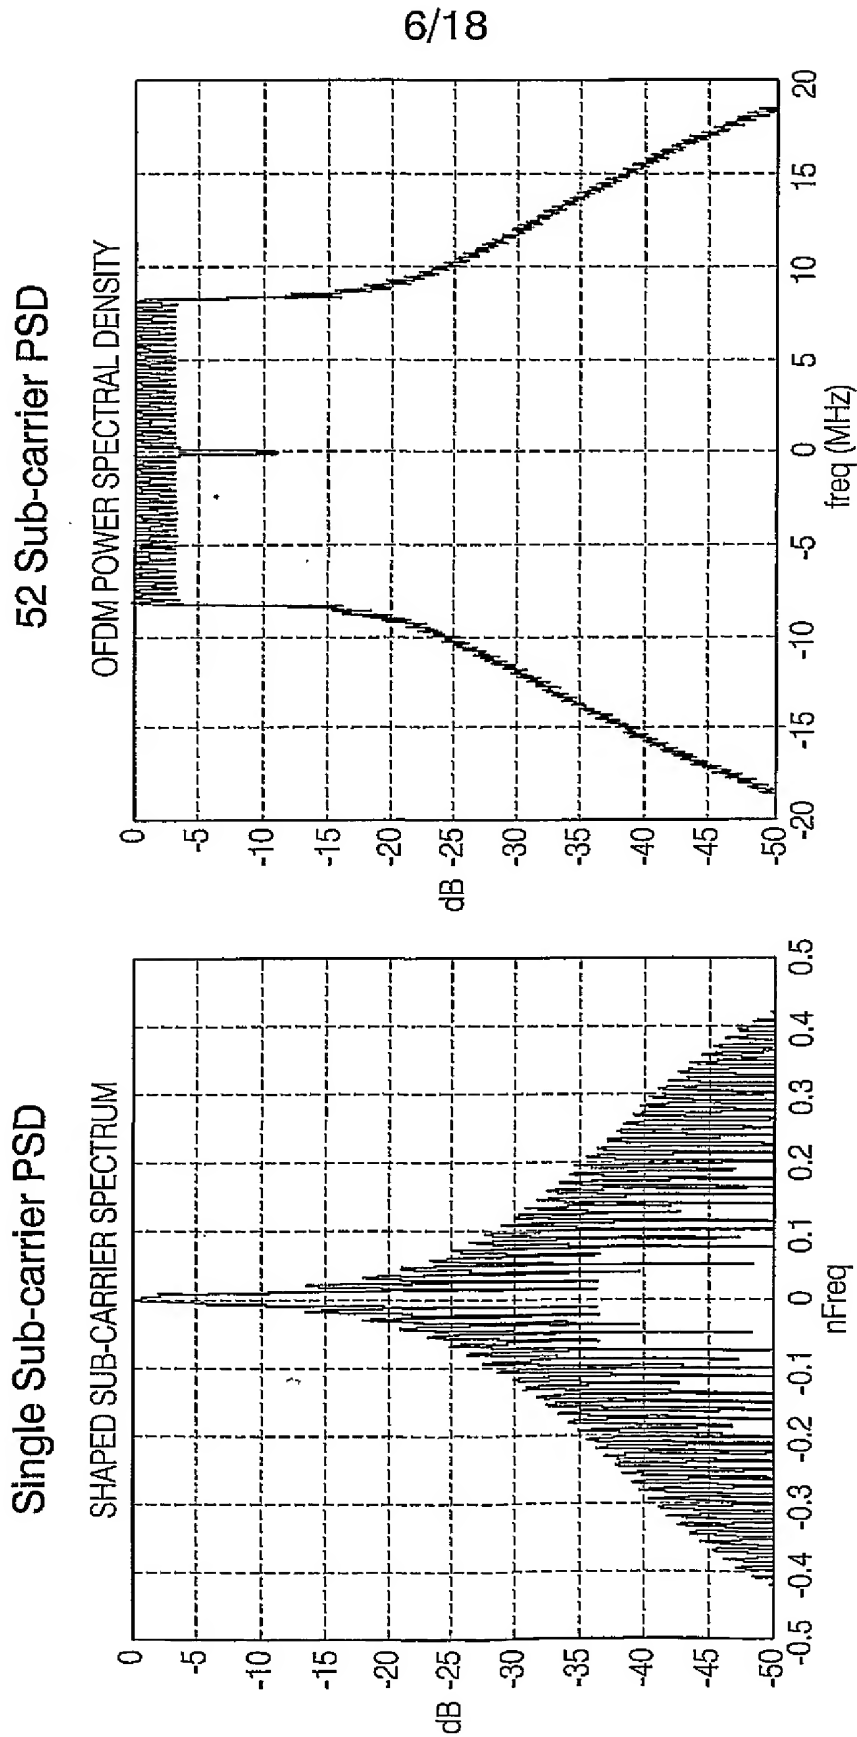 6/18
Single Sub-carrier PSD
SHAPED SUB-CARRIER SPECTRUM
0
-5
-10
-15
-20
dB -25
-30
-35
-40
-45
-50
-0.5 -0.4 -0.3 -0.2 -0.1 0 0.1 0.2 0.3 0.4 0.5
nFreq
52 Sub-carrier PSD
OFDM POWER SPECTRAL DENSITY
0
-5
-10
-15
-20
dB -25
-30
-35
-40
-45
-50
-20 -15 -10 -5 0 5 10 15 20
freq (MHz)